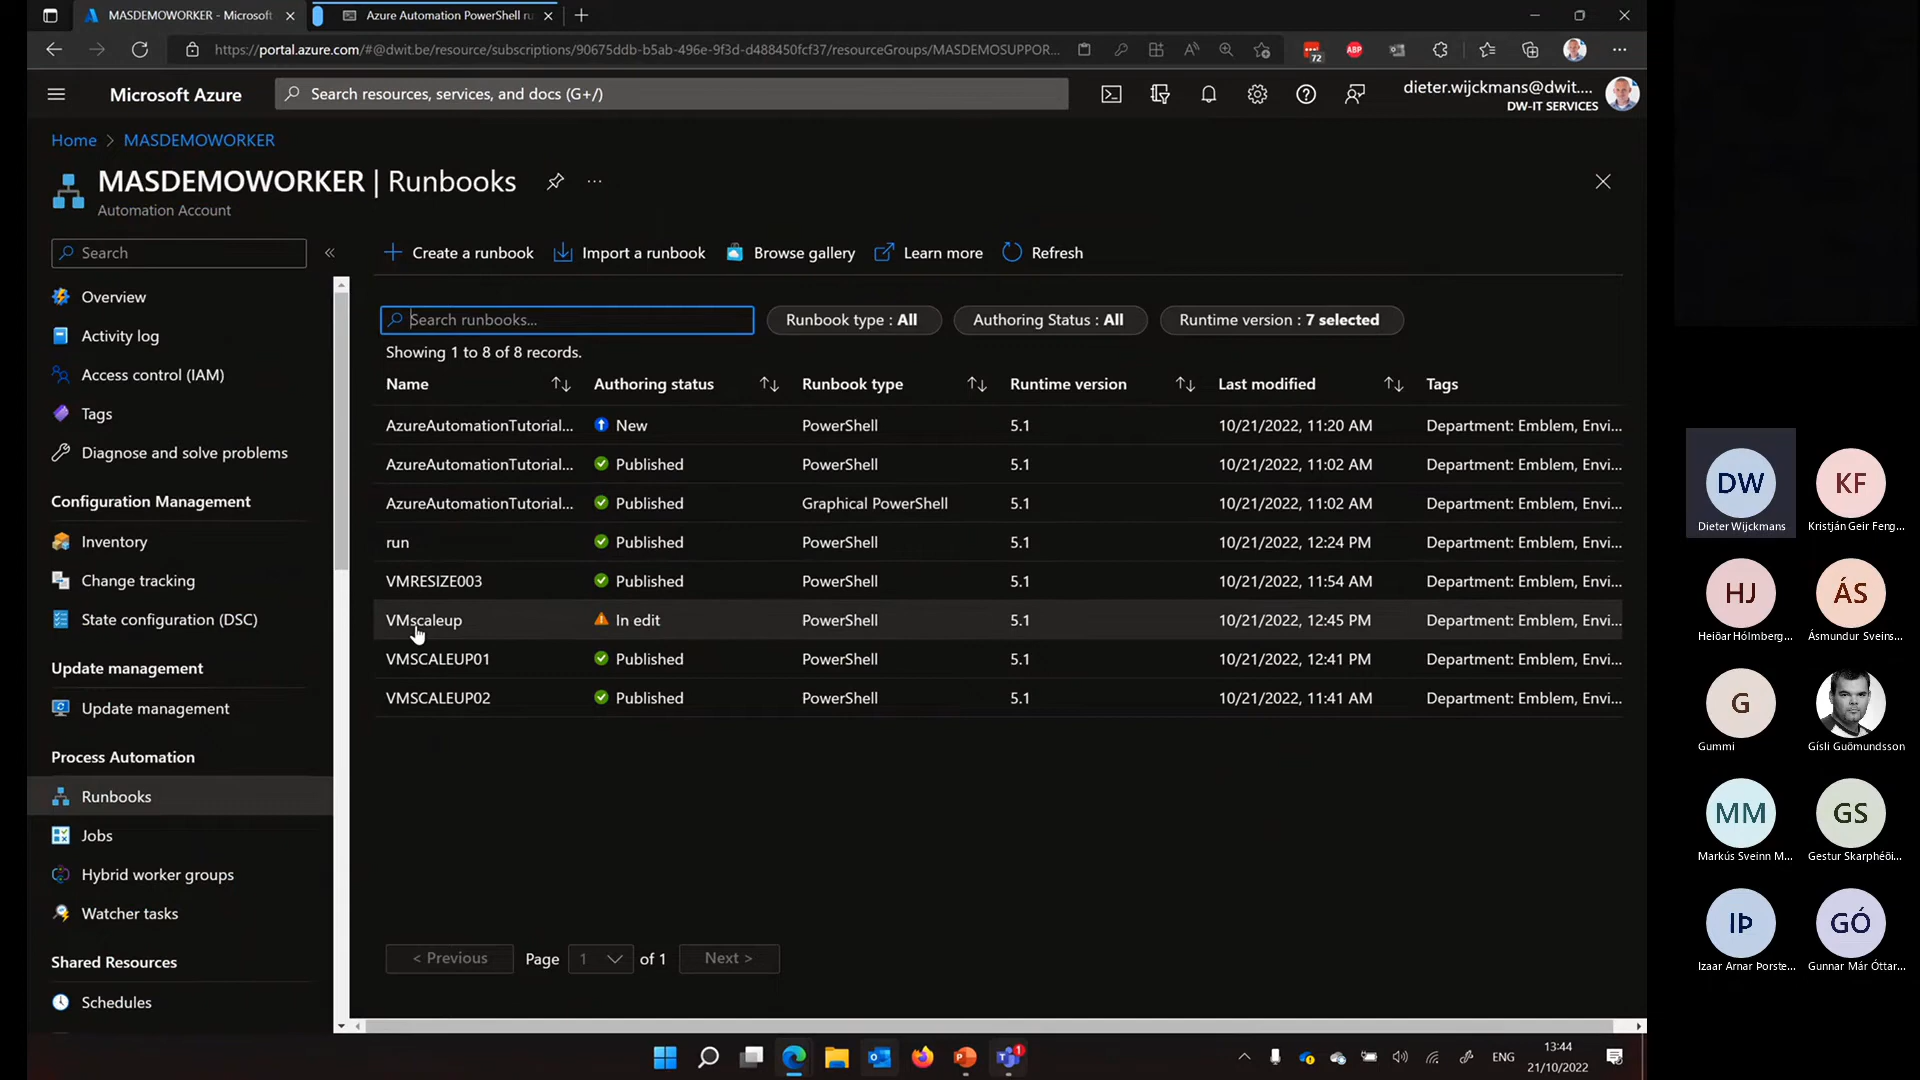 MASDEMOWORKER - Microsoft
Azure Automation PowerShell ru
https://portal.azure.com/#@dwit.be/resource/subscriptions/90675ddb-b5ab-496e-9f3d-d488450fcf37/resourceGroups/MASDEMOSUPPOR...
72
ABP
Microsoft Azure
Search resources, services, and docs (G+/)
dieter.wijckmans@dwit....
DW-IT SERVICES
Home > MASDEMOWORKER
MASDEMOWORKER | Runbooks
Automation Account
Search
Overview
Activity log
Access control (IAM)
Tags
Diagnose and solve problems
Configuration Management
Inventory
Change tracking
State configuration (DSC)
Update management
Update management
Process Automation
Runbooks
Jobs
Hybrid worker groups
Watcher tasks
Shared Resources
Schedules
Create a runbook
Import a runbook
Browse gallery
Learn more
Refresh
Search runbooks...
Runbook type : All
Authoring Status : All
Runtime version : 7 selected
Showing 1 to 8 of 8 records.
Name Authoring status Runbook type Runtime version Last modified Tags
AzureAutomationTutorial... New PowerShell 5.1 10/21/2022, 11:20 AM Department: Emblem, Envi...
AzureAutomationTutorial... Published PowerShell 5.1 10/21/2022, 11:02 AM Department: Emblem, Envi...
AzureAutomationTutorial... Published Graphical PowerShell 5.1 10/21/2022, 11:02 AM Department: Emblem, Envi...
run Published PowerShell 5.1 10/21/2022, 12:24 PM Department: Emblem, Envi...
VMRESIZE003 Published PowerShell 5.1 10/21/2022, 11:54 AM Department: Emblem, Envi...
VMscaleup In edit PowerShell 5.1 10/21/2022, 12:45 PM Department: Emblem, Envi...
VMSCALEUP01 Published PowerShell 5.1 10/21/2022, 12:41 PM Department: Emblem, Envi...
VMSCALEUP02 Published PowerShell 5.1 10/21/2022, 11:41 AM Department: Emblem, Envi...
< Previous
Page 1 of 1
Next >
1
ENG
13:44
21/10/2022
DW
Dieter Wijckmans
KF
Kristján Geir Feng...
HJ
Heiðar Hólmberg...
ÁS
Ásmundur Sveins...
G
Gummi
Gísli Guðmundsson
MM
Markús Sveinn M...
GS
Gestur Skarphéði...
IÞ
Izaar Arnar Þorste...
GÓ
Gunnar Már Óttar...